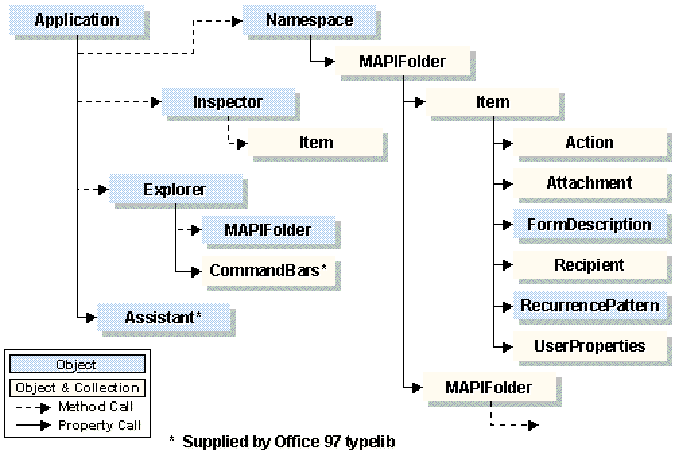 Application
Namespace
MAPIFolder
Inspector
Item
Item
Action
Attachment
Explorer
FormDescription
MAPIFolder
Recipient
CommandBars*
RecurrencePattern
Assistant*
UserProperties
MAPIFolder
Object
Object & Collection
Method Call
Property Call
* Supplied by Office 97 typelib